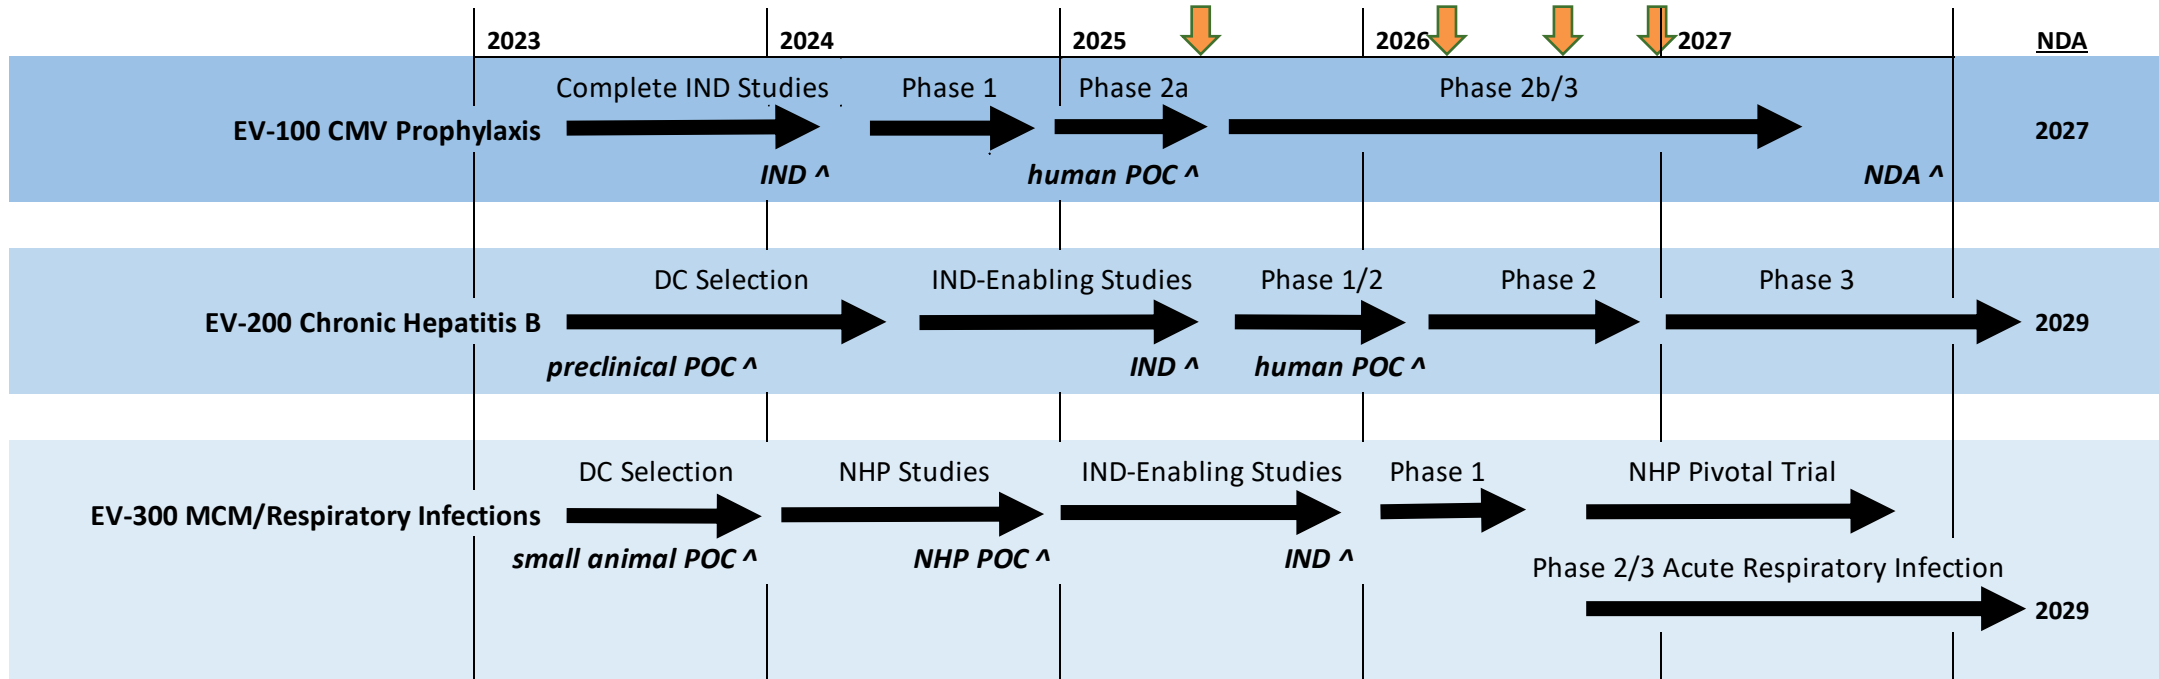 2023 2024 2025 2026 2027 NDA
Complete IND Studies Phase 1 Phase 2a Phase 2b/3
EV-100 CMV Prophylaxis 2027
IND ^ human POC ^ NDA ^
DC Selection IND-Enabling Studies Phase 1/2 Phase 2 Phase 3
EV-200 Chronic Hepatitis B 2029
preclinical POC ^ IND ^ human POC ^
DC Selection NHP Studies IND-Enabling Studies Phase 1 NHP Pivotal Trial
EV-300 MCM/Respiratory Infections
small animal POC ^ NHP POC ^ IND ^
Phase 2/3 Acute Respiratory Infection
2029